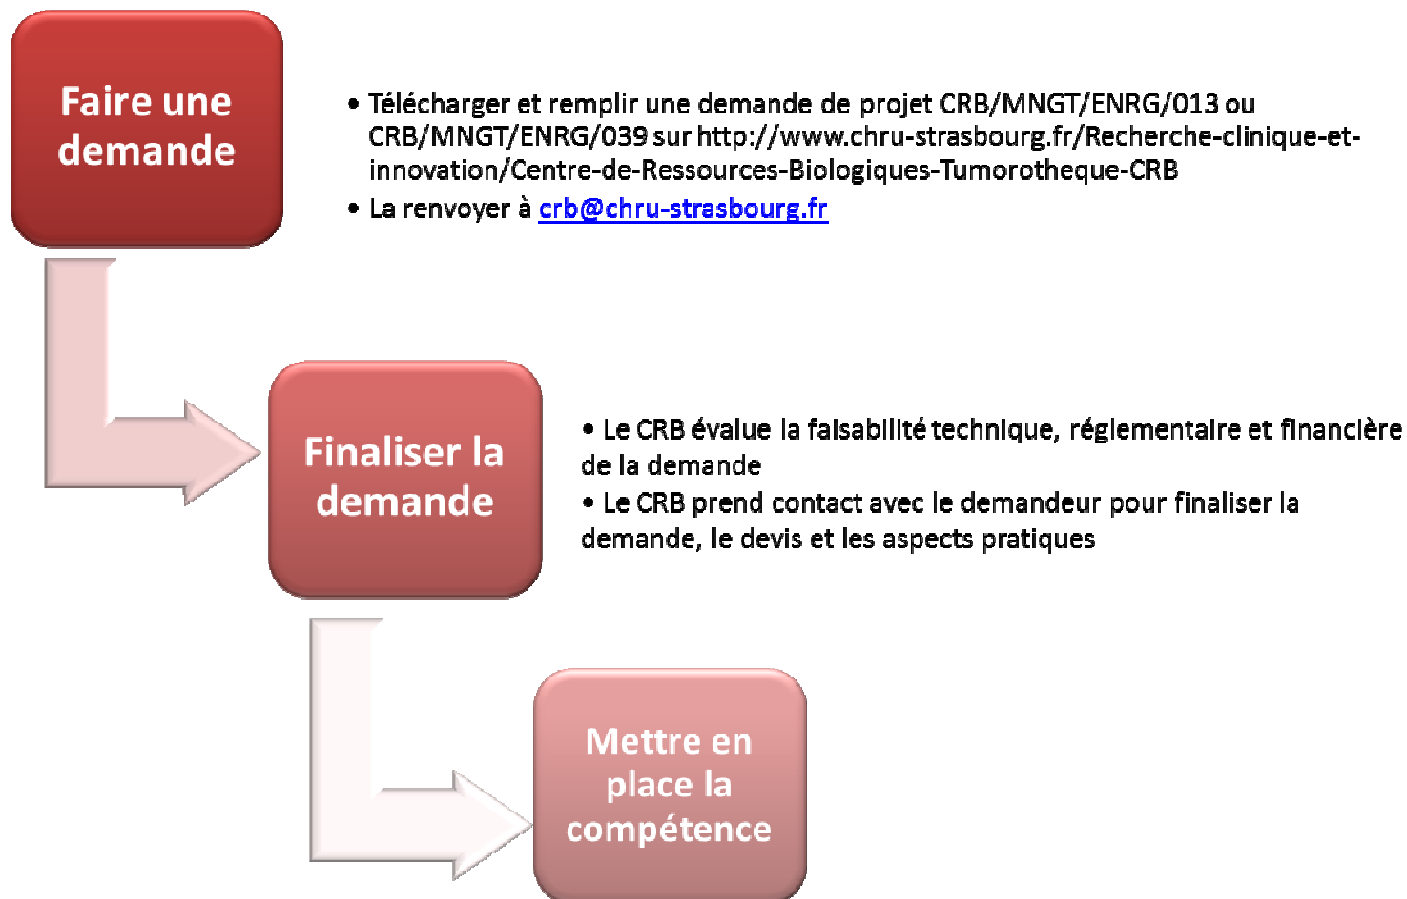 Faire une
demande
• Télécharger et remplir une demande de projet CRB/MNGT/ENRG/013 ou
CRB/MNGT/ENRG/039 sur http://www.chru-strasbourg.fr/Recherche-clinique-et-
innovation/Centre-de-Ressources-Biologiques-Tumorotheque-CRB
• La renvoyer à crb@chru-strasbourg.fr
Finaliser la
demande
• Le CRB évalue la faisabilité technique, réglementaire et financière
de la demande
• Le CRB prend contact avec le demandeur pour finaliser la
demande, le devis et les aspects pratiques
Mettre en
place la
compétence